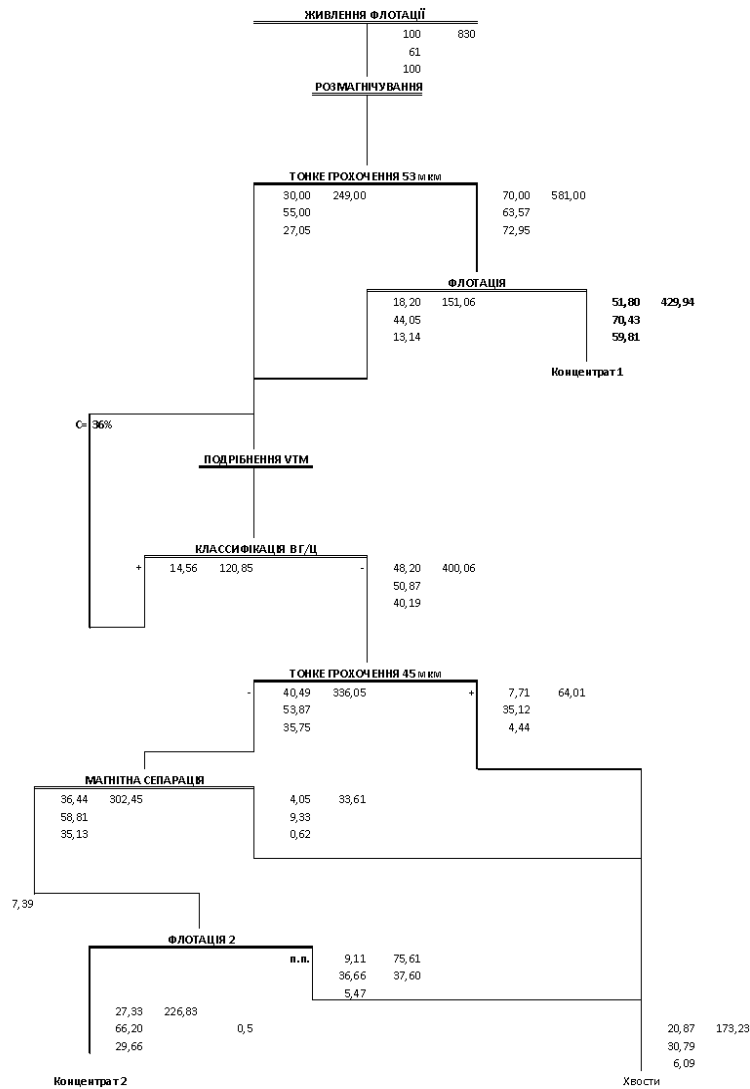 ЖИВЛЕННЯ ФЛОТАЦІЇ
100 830
61
100
РОЗМАГНІЧУВАННЯ
ТОНКЕ ГРОХОЧЕННЯ 53 мкм
30,00 249,00 70,00 581,00
55,00 63,57
27,05 72,95
ФЛОТАЦІЯ
18,20 151,06 51,80 429,94
44,05 70,43
13,14 59,81
Концентрат 1
С= 36%
ПОДРІБНЕННЯ VTM
КЛАССИФІКАЦІЯ В Г/Ц
+ 14,56 120,85 - 48,20 400,06
50,87
40,19
ТОНКЕ ГРОХОЧЕННЯ 45 мкм
- 40,49 336,05 + 7,71 64,01
53,87 35,12
35,75 4,44
МАГНІТНА СЕПАРАЦІЯ
36,44 302,45 4,05 33,61
58,81 9,33
35,13 0,62
7,39
ФЛОТАЦІЯ 2
п.п. 9,11 75,61
36,66 37,60
5,47
27,33 226,83
66,20 0,5 20,87 173,23
29,66 30,79
6,09
Концентрат 2 Хвости